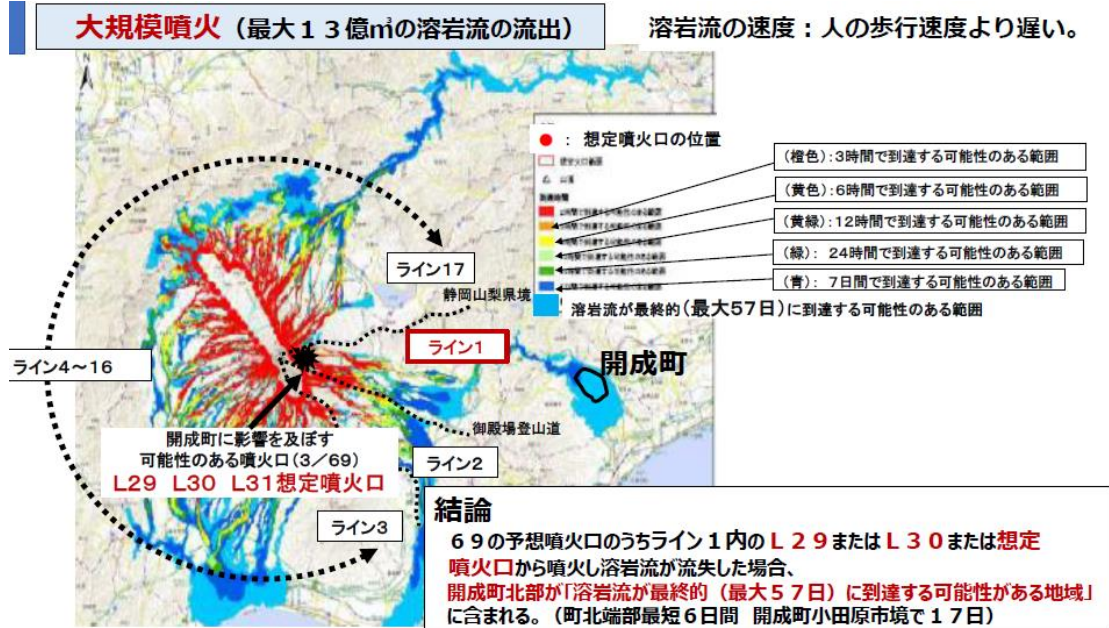 大規模噴火（最大１３億㎥の溶岩流の流出）
溶岩流の速度：人の歩行速度より遅い。
●：想定噴火口の位置
（橙色）：3時間で到達する可能性のある範囲
（黄色）：6時間で到達する可能性のある範囲
（黄緑）：12時間で到達する可能性のある範囲
（緑）： 24時間で到達する可能性のある範囲
（青）： 7日間で到達する可能性のある範囲
溶岩流が最終的（最大57日）に到達する可能性のある範囲
ライン17
静岡山梨県境
ライン1
開成町
ライン4～16
御殿場登山道
開成町に影響を及ぼす
可能性のある噴火口（3／69）
L29 L30 L31想定噴火口
ライン2
ライン3
結論
６９の予想噴火口のうちライン１内のＬ２９またはＬ３０または想定
噴火口から噴火し溶岩流が流失した場合、
開成町北部が「溶岩流が最終的（最大５７日）に到達する可能性がある地域」
に含まれる。（町北端部最短６日間　開成町小田原市境で１７日）